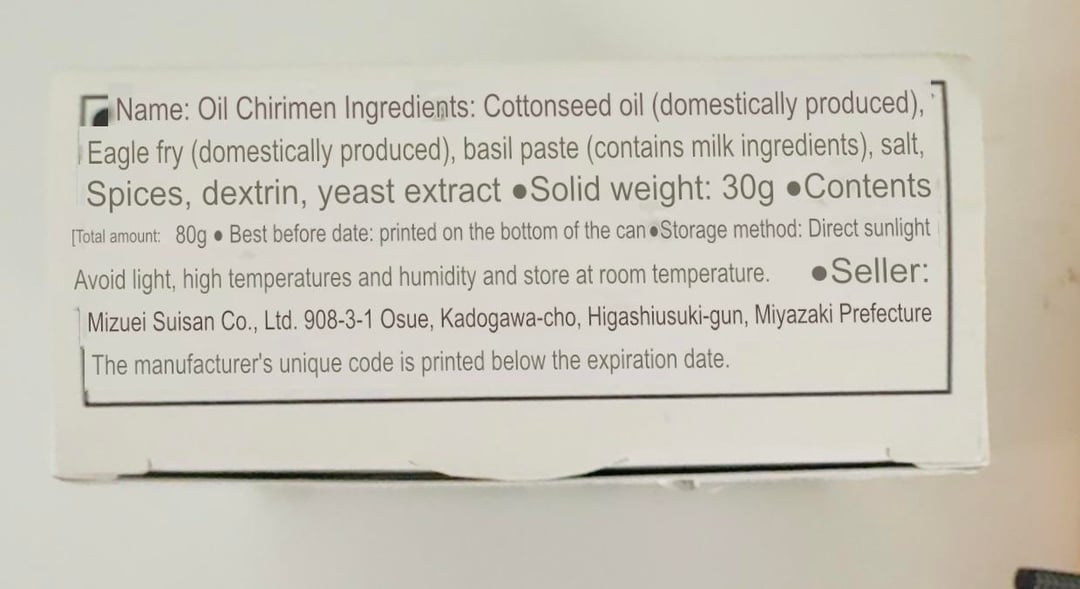 Name: Oil Chirimen Ingredients: Cottonseed oil (domestically produced),
Eagle fry (domestically produced), basil paste (contains milk ingredients), salt,
Spices, dextrin, yeast extract ●Solid weight: 30g ●Contents
[Total amount: 80g ● Best before date: printed on the bottom of the can ●Storage method: Direct sunlight
Avoid light, high temperatures and humidity and store at room temperature. ●Seller:
Mizuei Suisan Co., Ltd. 908-3-1 Osue, Kadogawa-cho, Higashiusuki-gun, Miyazaki Prefecture
The manufacturer's unique code is printed below the expiration date.